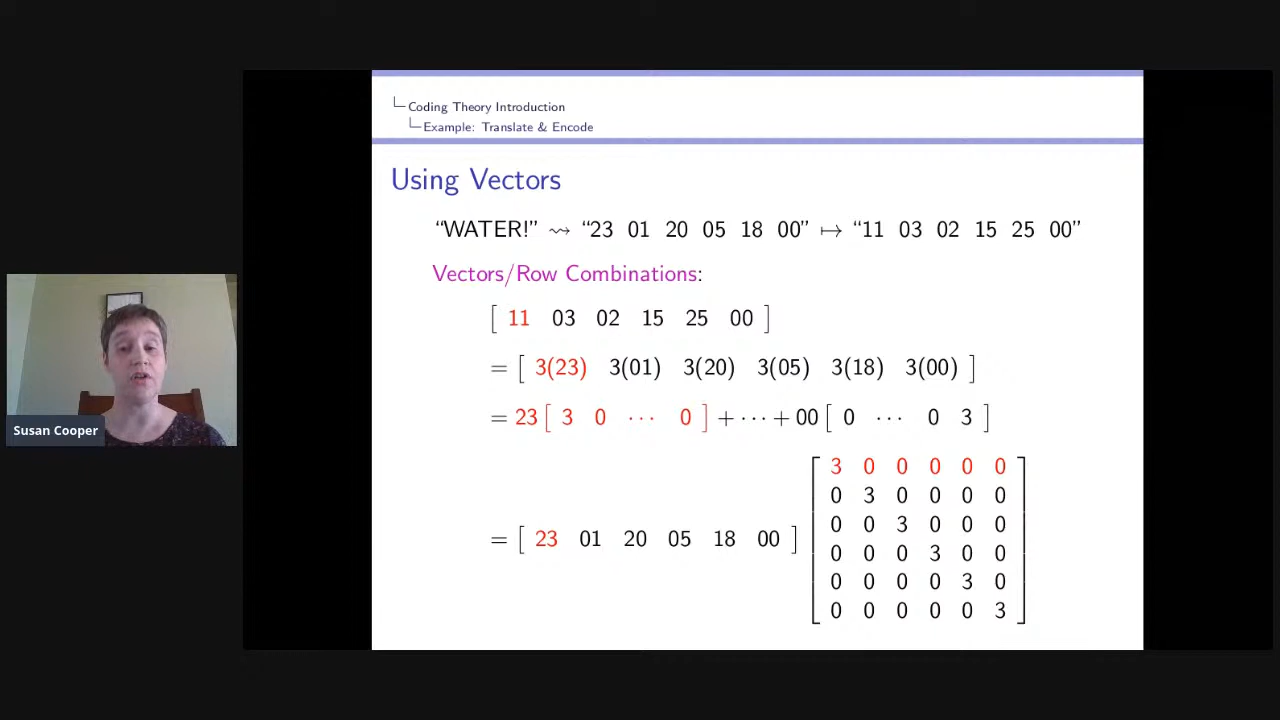 Coding Theory Introduction
Example: Translate & Encode
Using Vectors
“WATER!” ⇝ “23 01 20 05 18 00” ↦ “11 03 02 15 25 00”
Vectors/Row Combinations:
[ 11 03 02 15 25 00 ]
= [ 3(23) 3(01) 3(20) 3(05) 3(18) 3(00) ]
= 23 [ 3 0 ··· 0 ] + ··· + 00 [ 0 ··· 0 3 ]
= [ 23 01 20 05 18 00 ]
3 0 0 0 0 0
0 3 0 0 0 0
0 0 3 0 0 0
0 0 0 3 0 0
0 0 0 0 3 0
0 0 0 0 0 3
Susan Cooper